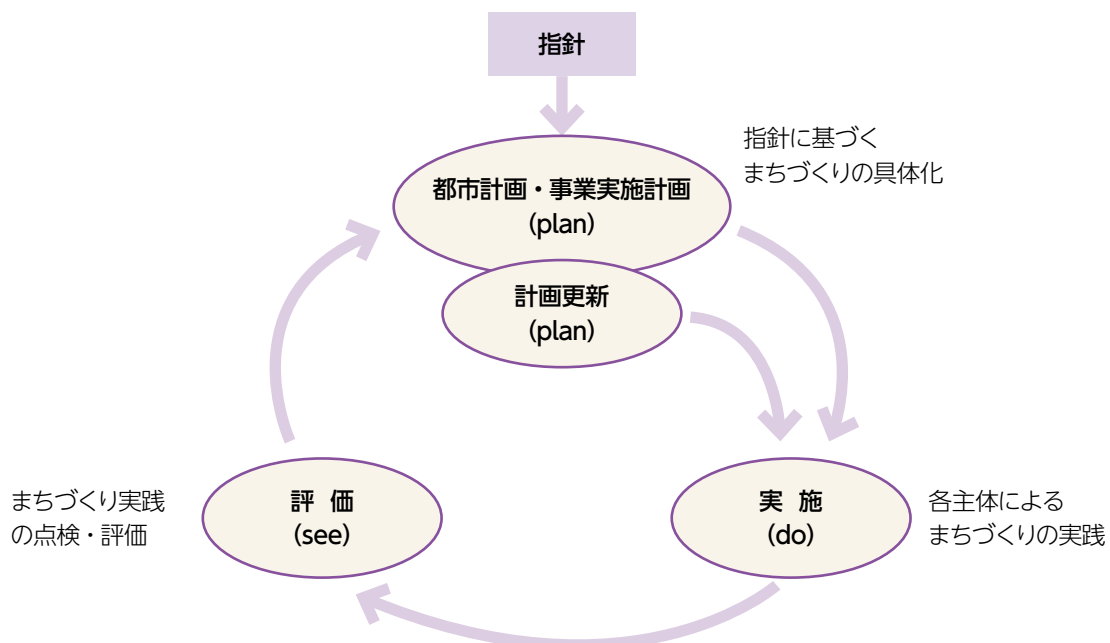 指針
指針に基づく
まちづくりの具体化
都市計画・事業実施計画
(plan)
計画更新
(plan)
まちづくり実践
の点検・評価
評 価
(see)
実 施
(do)
各主体による
まちづくりの実践